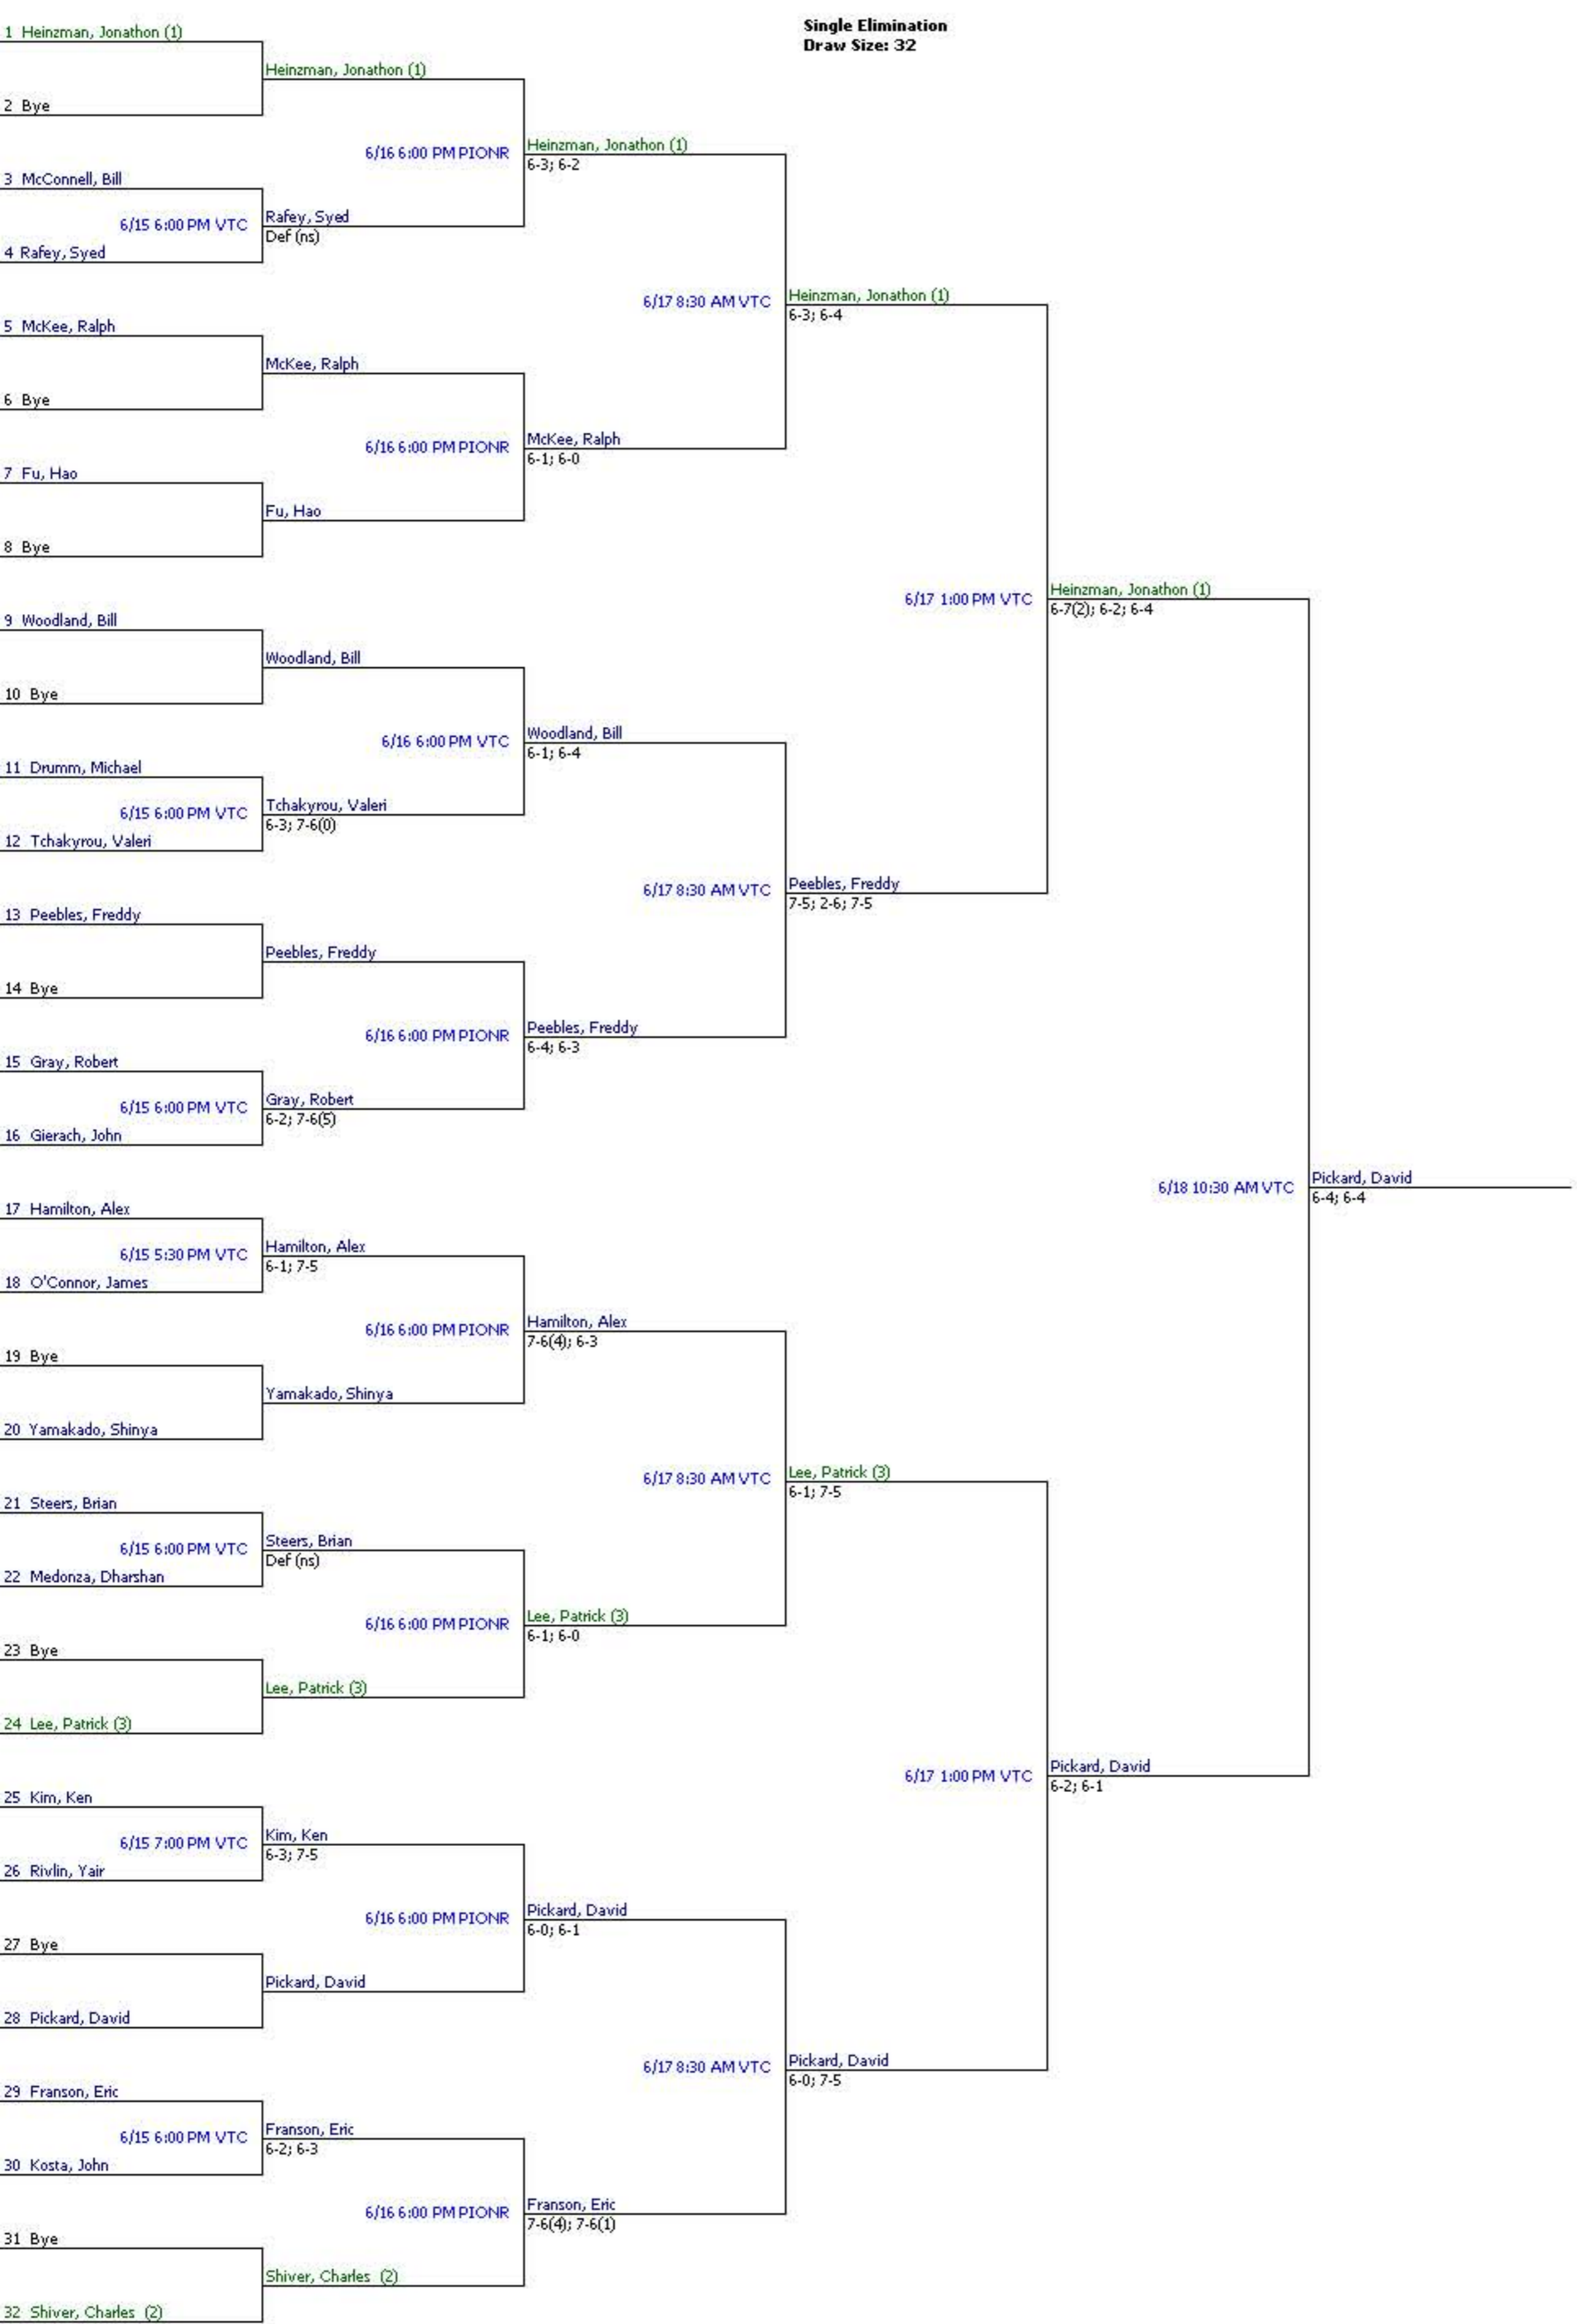 Single Elimination
Draw Size: 32
1 Heinzman, Jonathon (1)
Heinzman, Jonathon (1)
2 Bye
6/16 6:00 PM PIONR
Heinzman, Jonathon (1)
6-3; 6-2
3 McConnell, Bill
6/15 6:00 PM VTC
Rafey, Syed
Def (ns)
4 Rafey, Syed
6/17 8:30 AM VTC
Heinzman, Jonathon (1)
6-3; 6-4
5 McKee, Ralph
McKee, Ralph
6 Bye
6/16 6:00 PM PIONR
McKee, Ralph
6-1; 6-0
7 Fu, Hao
Fu, Hao
8 Bye
6/17 1:00 PM VTC
Heinzman, Jonathon (1)
6-7(2); 6-2; 6-4
9 Woodland, Bill
Woodland, Bill
10 Bye
6/16 6:00 PM VTC
Woodland, Bill
6-1; 6-4
11 Drumm, Michael
6/15 6:00 PM VTC
Tchakyrou, Valeri
6-3; 7-6(0)
12 Tchakyrou, Valeri
6/17 8:30 AM VTC
Peebles, Freddy
7-5; 2-6; 7-5
13 Peebles, Freddy
Peebles, Freddy
14 Bye
6/16 6:00 PM PIONR
Peebles, Freddy
6-4; 6-3
15 Gray, Robert
6/15 6:00 PM VTC
Gray, Robert
6-2; 7-6(5)
16 Gierach, John
6/18 10:30 AM VTC
Pickard, David
6-4; 6-4
17 Hamilton, Alex
6/15 5:30 PM VTC
Hamilton, Alex
6-1; 7-5
18 O'Connor, James
6/16 6:00 PM PIONR
Hamilton, Alex
7-6(4); 6-3
19 Bye
Yamakado, Shinya
20 Yamakado, Shinya
6/17 8:30 AM VTC
Lee, Patrick (3)
6-1; 7-5
21 Steers, Brian
6/15 6:00 PM VTC
Steers, Brian
Def (ns)
22 Medonza, Dharshan
6/16 6:00 PM PIONR
Lee, Patrick (3)
6-1; 6-0
23 Bye
Lee, Patrick (3)
24 Lee, Patrick (3)
6/17 1:00 PM VTC
Pickard, David
6-2; 6-1
25 Kim, Ken
6/15 7:00 PM VTC
Kim, Ken
6-3; 7-5
26 Rivlin, Yair
6/16 6:00 PM PIONR
Pickard, David
6-0; 6-1
27 Bye
Pickard, David
28 Pickard, David
6/17 8:30 AM VTC
Pickard, David
6-0; 7-5
29 Franson, Eric
6/15 6:00 PM VTC
Franson, Eric
6-2; 6-3
30 Kosta, John
6/16 6:00 PM PIONR
Franson, Eric
7-6(4); 7-6(1)
31 Bye
Shiver, Charles (2)
32 Shiver, Charles (2)